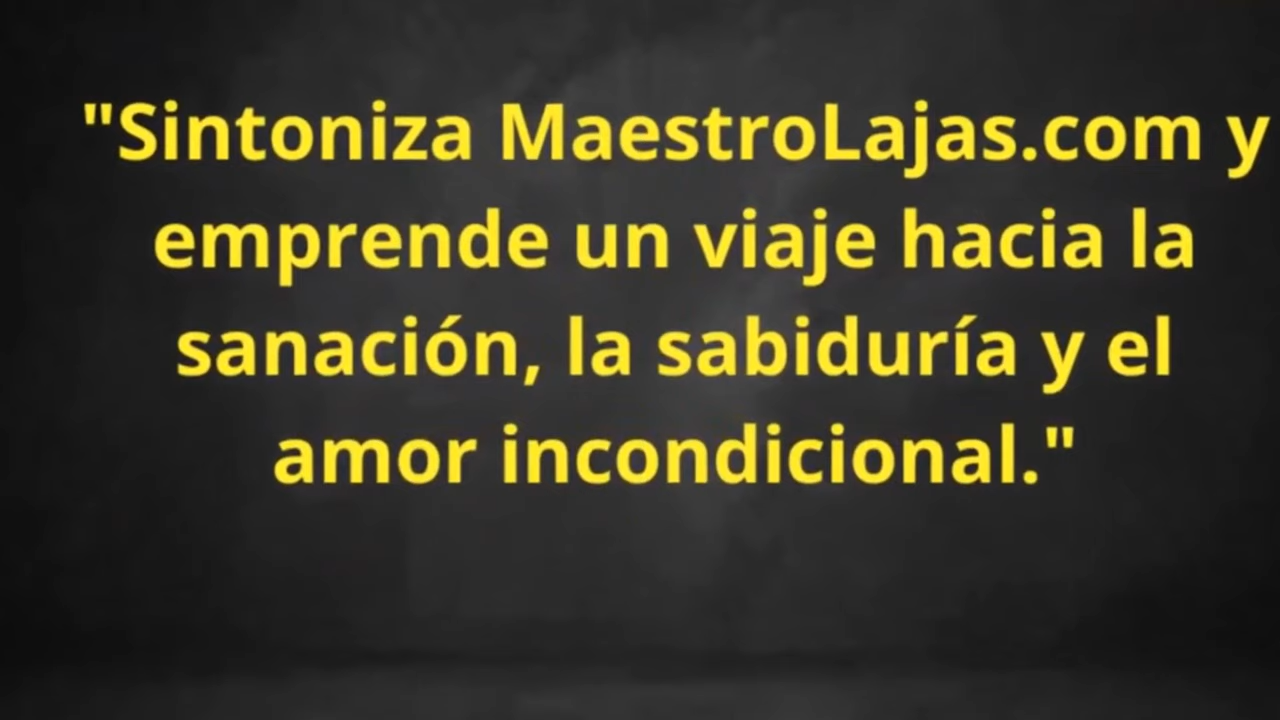 "Sintoniza MaestroLajas.com y
emprende un viaje hacia la
sanación, la sabiduría y el
amor incondicional."